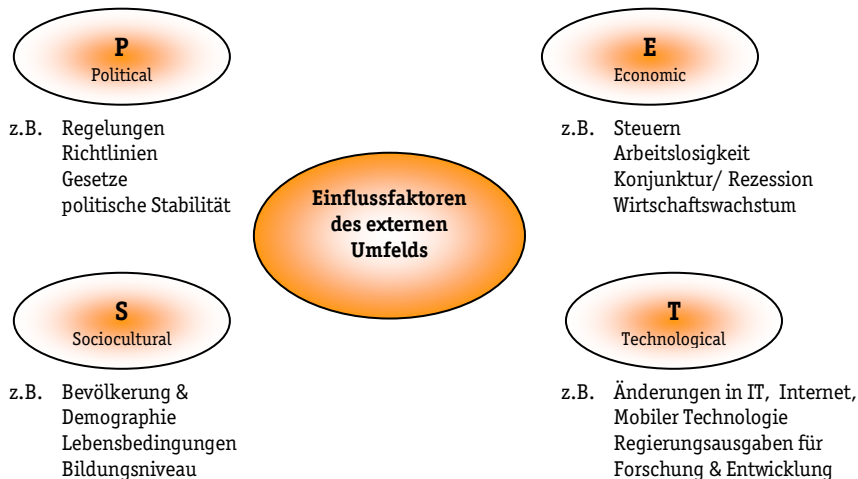 P
Political
z.B. Regelungen
Richtlinien
Gesetze
politische Stabilität
E
Economic
z.B. Steuern
Arbeitslosigkeit
Konjunktur/ Rezession
Wirtschaftswachstum
Einflussfaktoren
des externen
Umfelds
S
Sociocultural
z.B. Bevölkerung &
Demographie
Lebensbedingungen
Bildungsniveau
T
Technological
z.B. Änderungen in IT, Internet,
Mobiler Technologie
Regierungsausgaben für
Forschung & Entwicklung